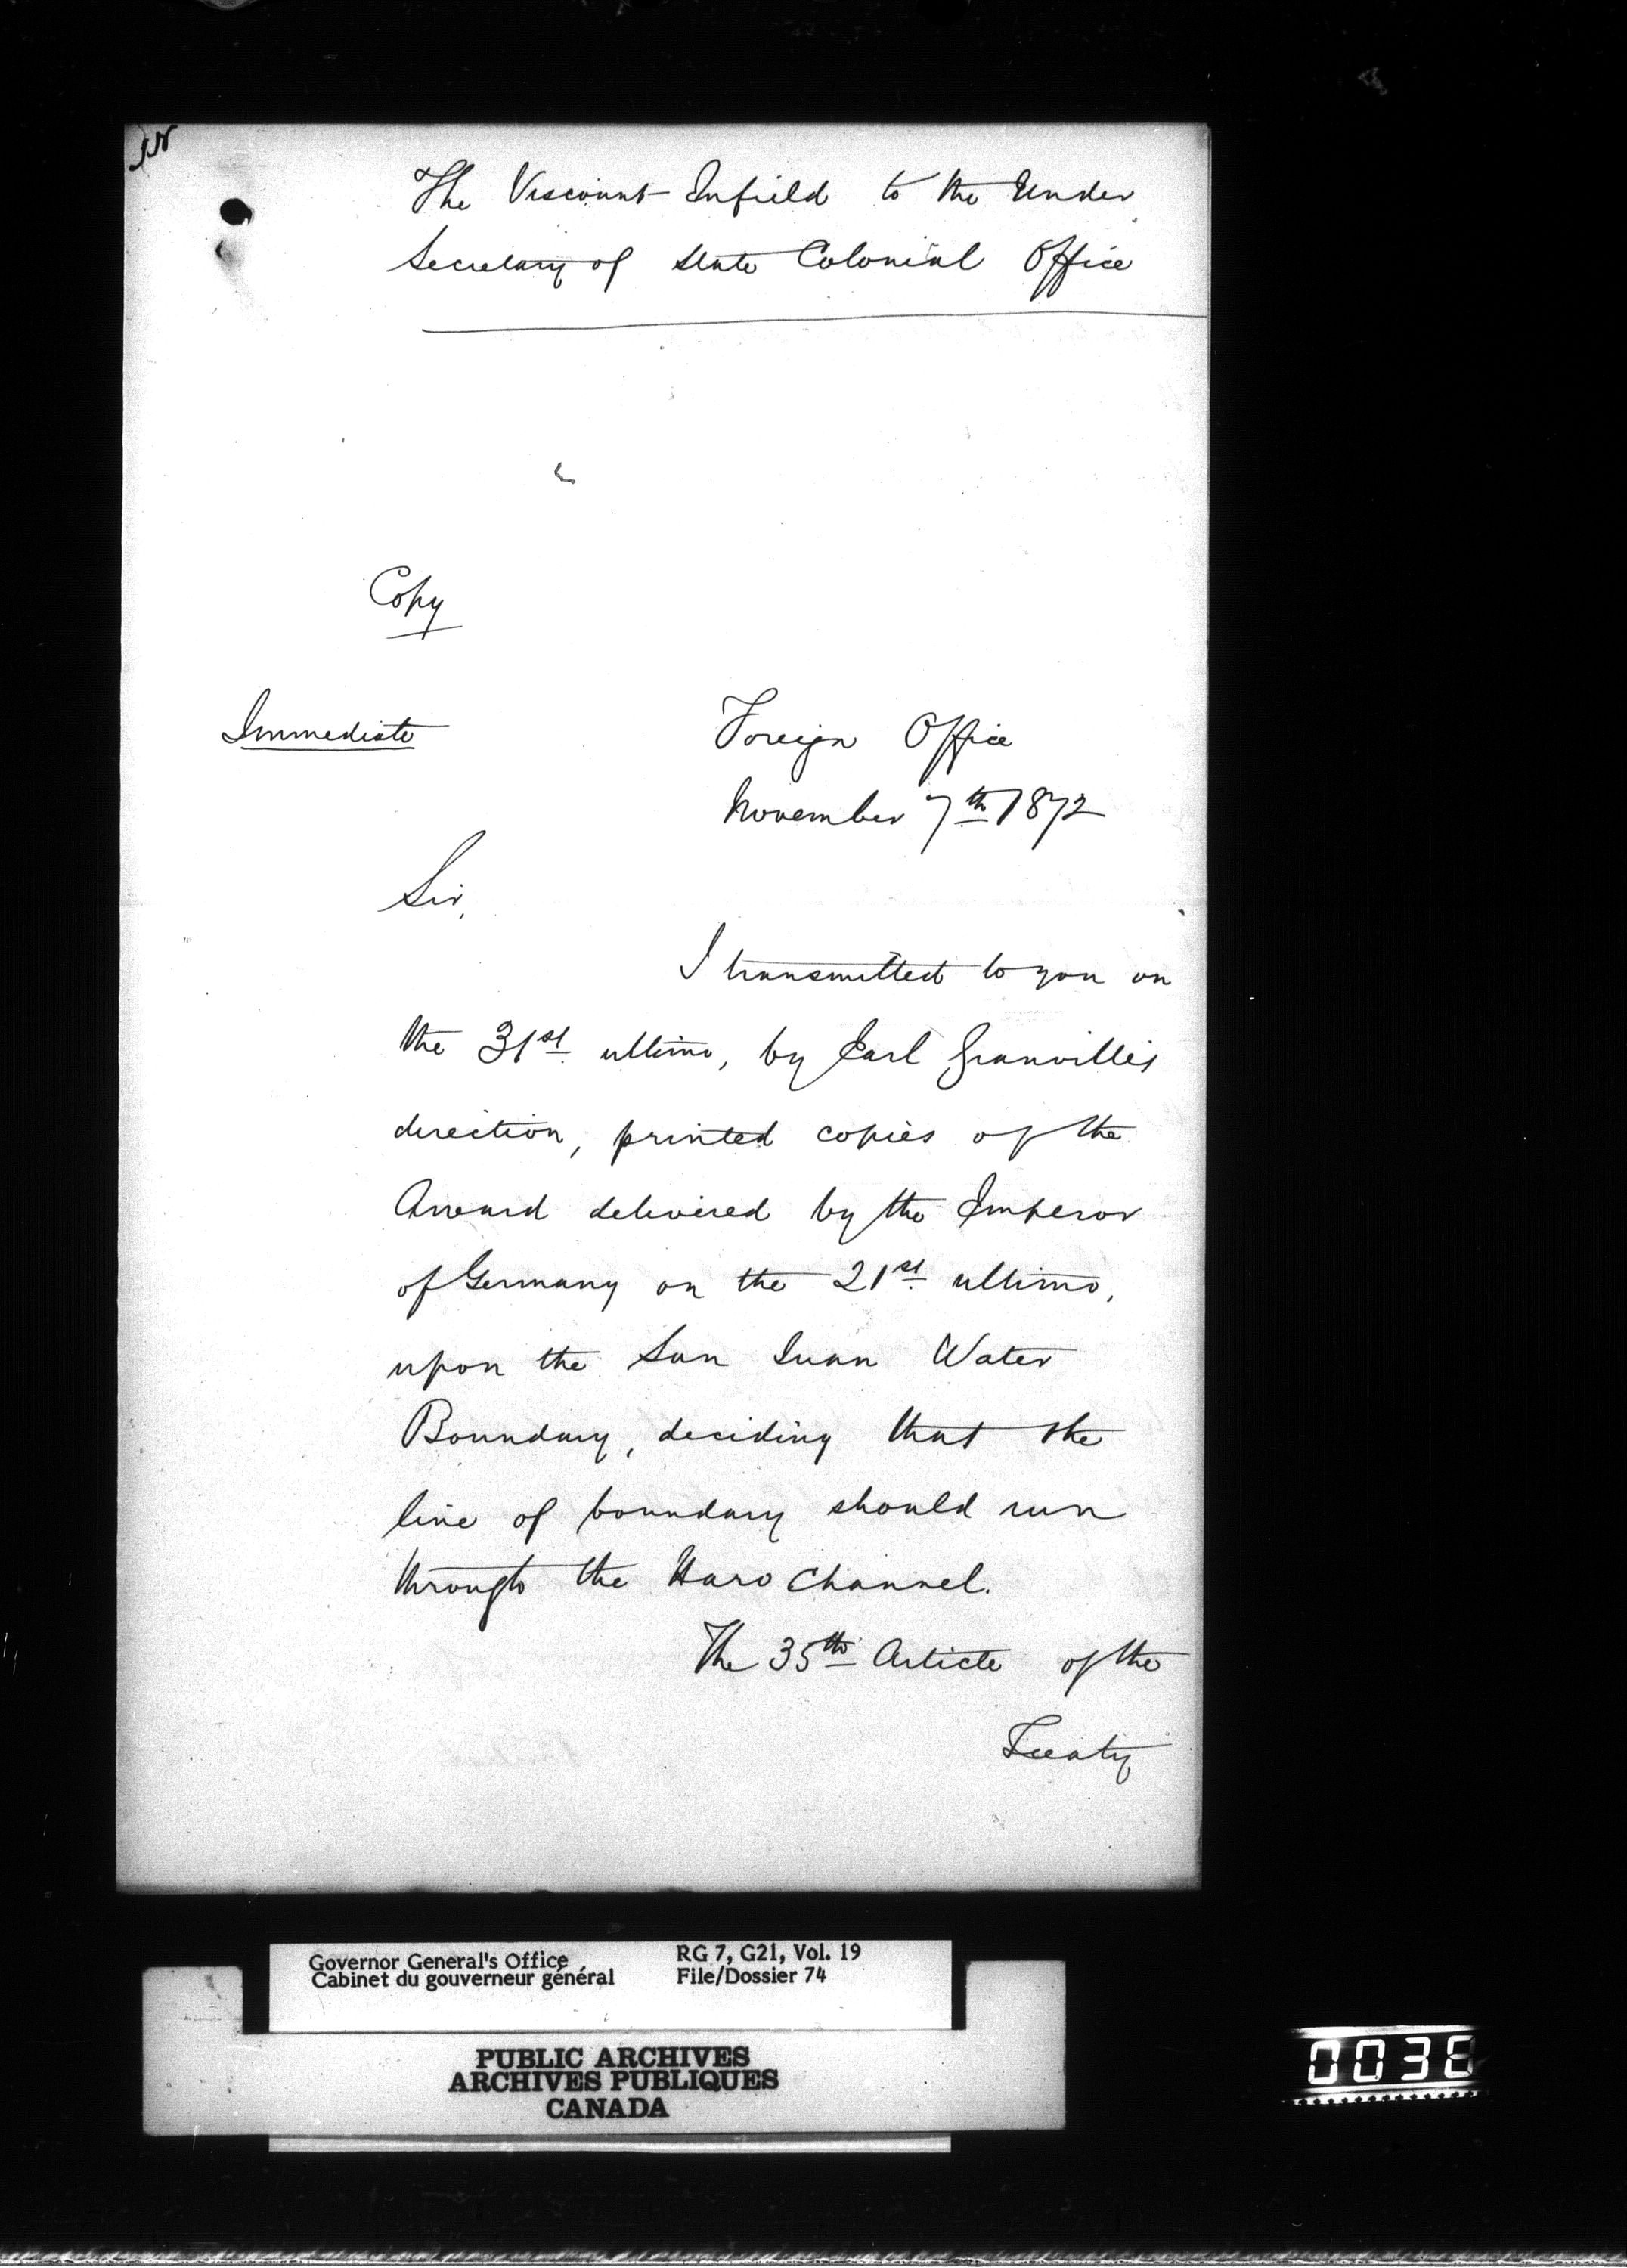 The Viscount Enfield to the Under
Secretary of State Colonial Office
Copy
Immediate
Foreign Office
November 7th 1872
Sir,
I transmitted to you on
the 31st ultimo, by Earl Granville's
direction, printed copies of the
Award delivered by the Emperor
of Germany on the 21st ultimo,
upon the San Juan Water
Boundary, deciding that the
line of boundary should run
through the Haro Channel.
The 35th Article of the
Treaty
Governor General's Office
Cabinet du gouverneur général
RG 7, G21, Vol. 19
File/Dossier 74
PUBLIC ARCHIVES
ARCHIVES PUBLIQUES
CANADA